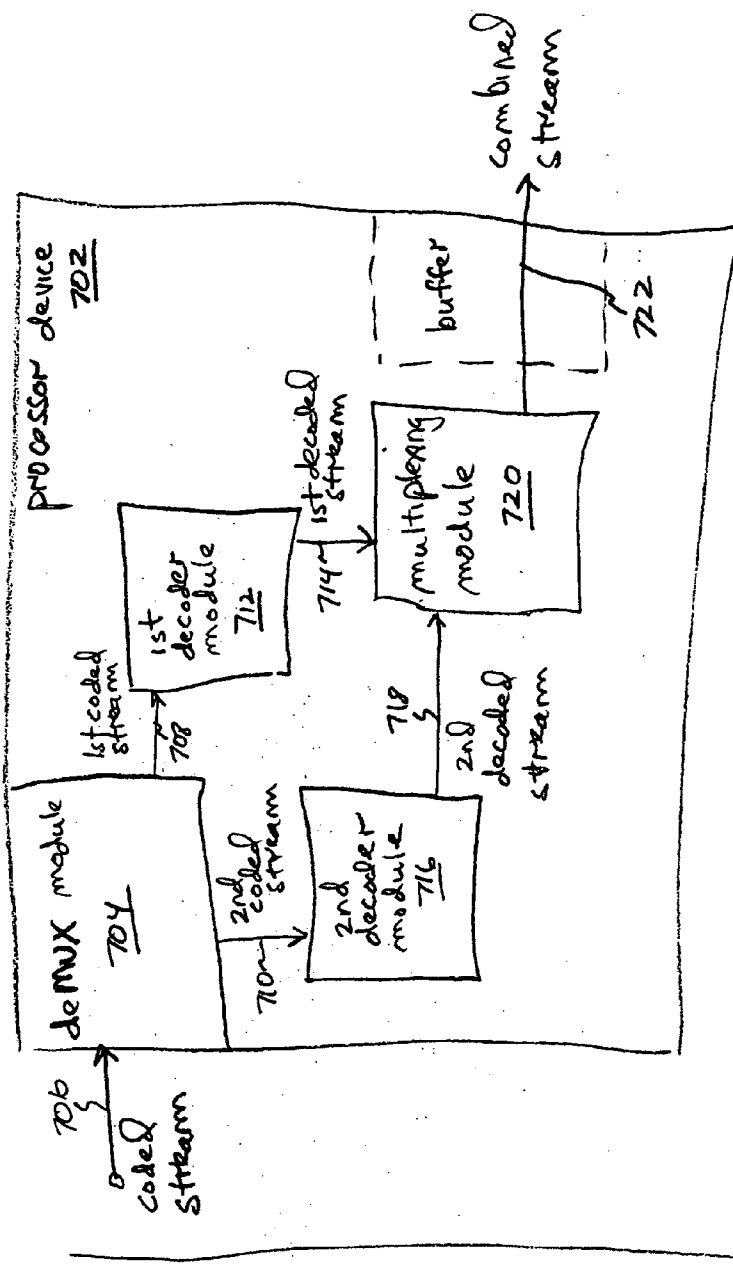 processor device
702
706
coded
stream
deMUX module
704
1st coded
stream
708
2nd
coded
stream
710
1st
decoder
module
712
2nd
decoder
module
716
1st decoded
stream
714
718
2nd
decoded
stream
multiplexing
module
720
buffer
722
combined
stream